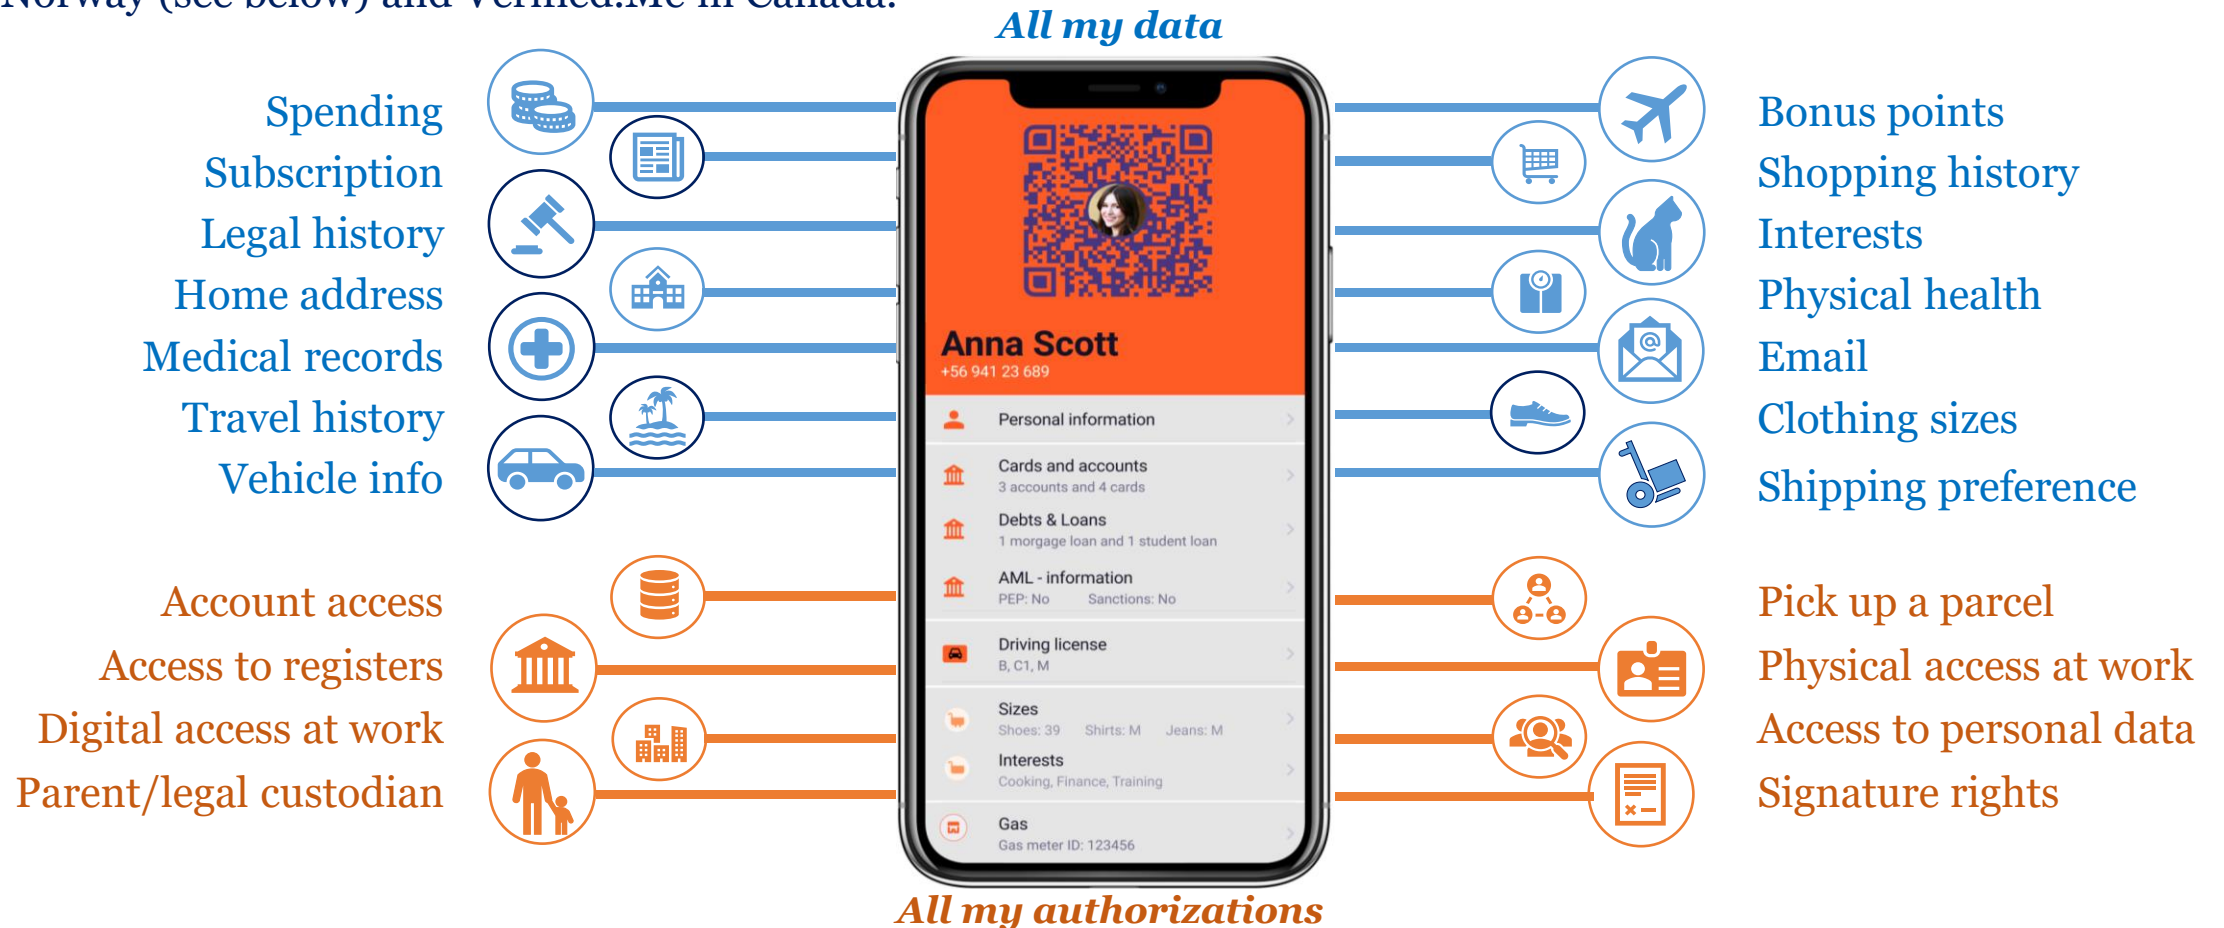 Norway (see below) and Verified.Me in Canada.
All my data
Spending
Subscription
Legal history
Home address
Medical records
Travel history
Vehicle info
Account access
Access to registers
Digital access at work
Parent/legal custodian
Anna Scott
+56 941 23 689
Personal information
Cards and accounts
3 accounts and 4 cards
Debts & Loans
1 morgage loan and 1 student loan
AML - information
PEP: No Sanctions: No
Driving license
B, C1, M
Sizes
Shoes: 39 Shirts: M Jeans: M
Interests
Cooking, Finance, Training
Gas
Gas meter ID: 123456
Bonus points
Shopping history
Interests
Physical health
Email
Clothing sizes
Shipping preference
Pick up a parcel
Physical access at work
Access to personal data
Signature rights
All my authorizations